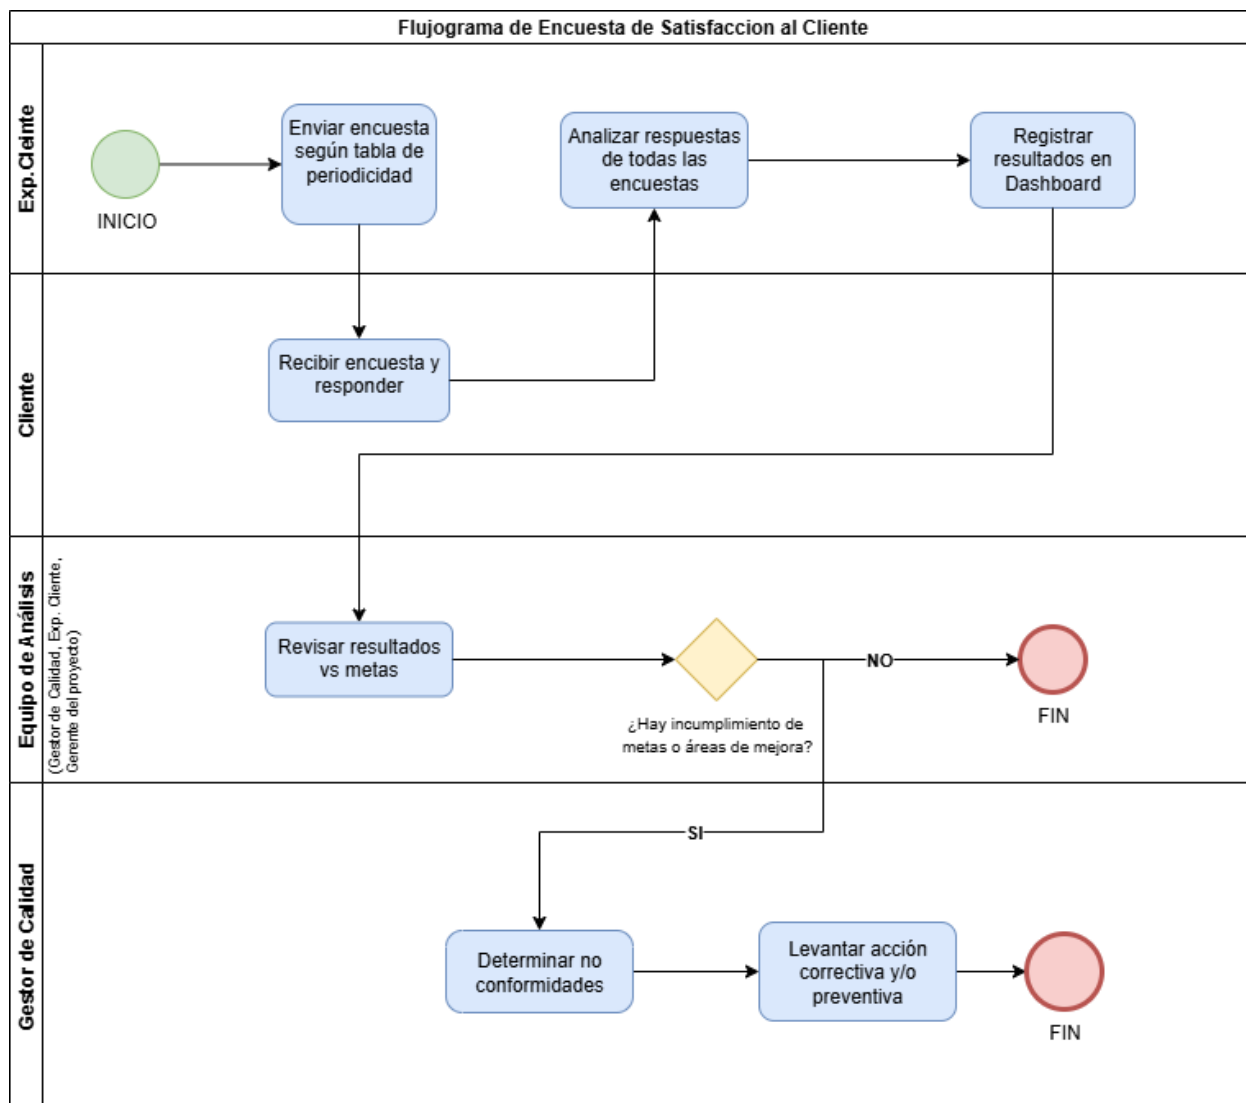 Flujograma de Encuesta de Satisfaccion al Cliente
Exp.Cleinte
INICIO
Enviar encuesta
según tabla de
periodicidad
Analizar respuestas
de todas las
encuestas
Registrar
resultados en
Dashboard
Cliente
Recibir encuesta y
responder
Equipo de Análisis
(Gestor de Calidad, Exp. Cliente,
Gerente del proyecto)
Revisar resultados
vs metas
¿Hay incumplimiento de
metas o áreas de mejora?
NO
FIN
Gestor de Calidad
SI
Determinar no
conformidades
Levantar acción
correctiva y/o
preventiva
FIN